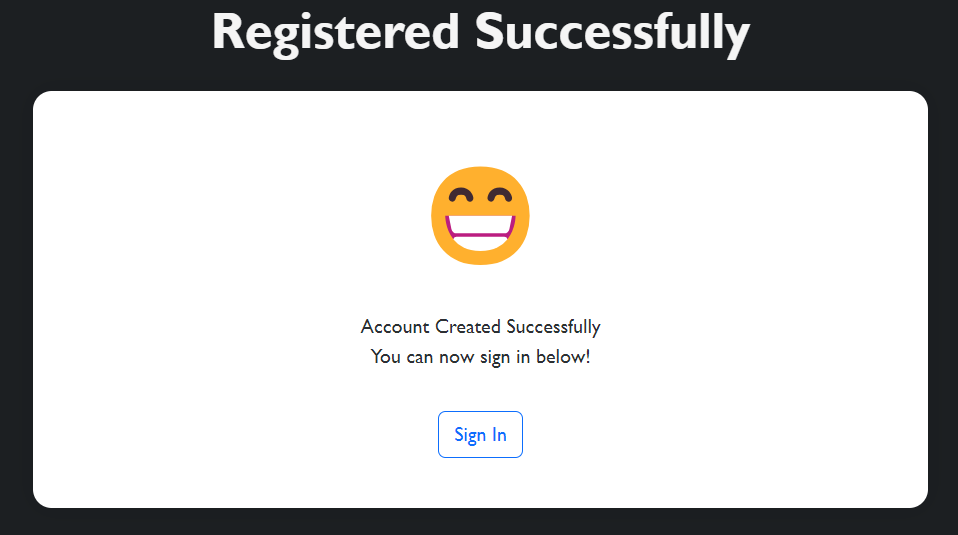 Registered Successfully
Account Created Successfully
You can now sign in below!
Sign In